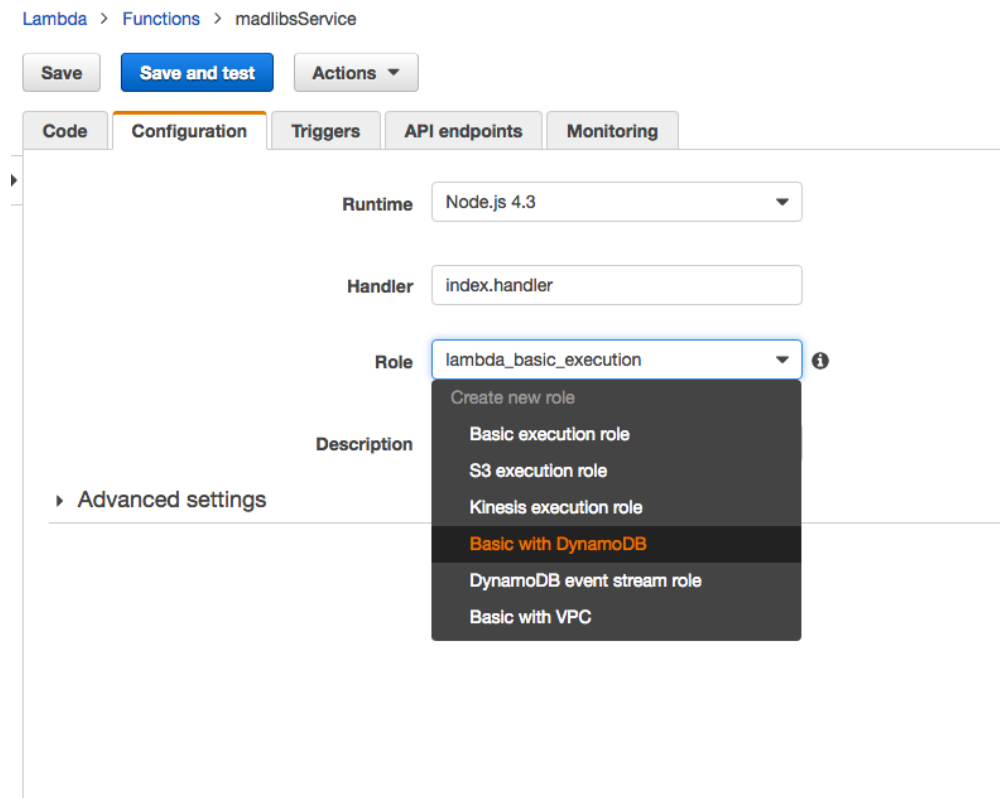 Lambda > Functions > madlibsService
Save Save and test Actions
Code Configuration Triggers API endpoints Monitoring
Runtime Node.js 4.3
Handler index.handler
Role lambda_basic_execution
Create new role
Basic execution role
Description
S3 execution role
Advanced settings
Kinesis execution role
Basic with DynamoDB
DynamoDB event stream role
Basic with VPC